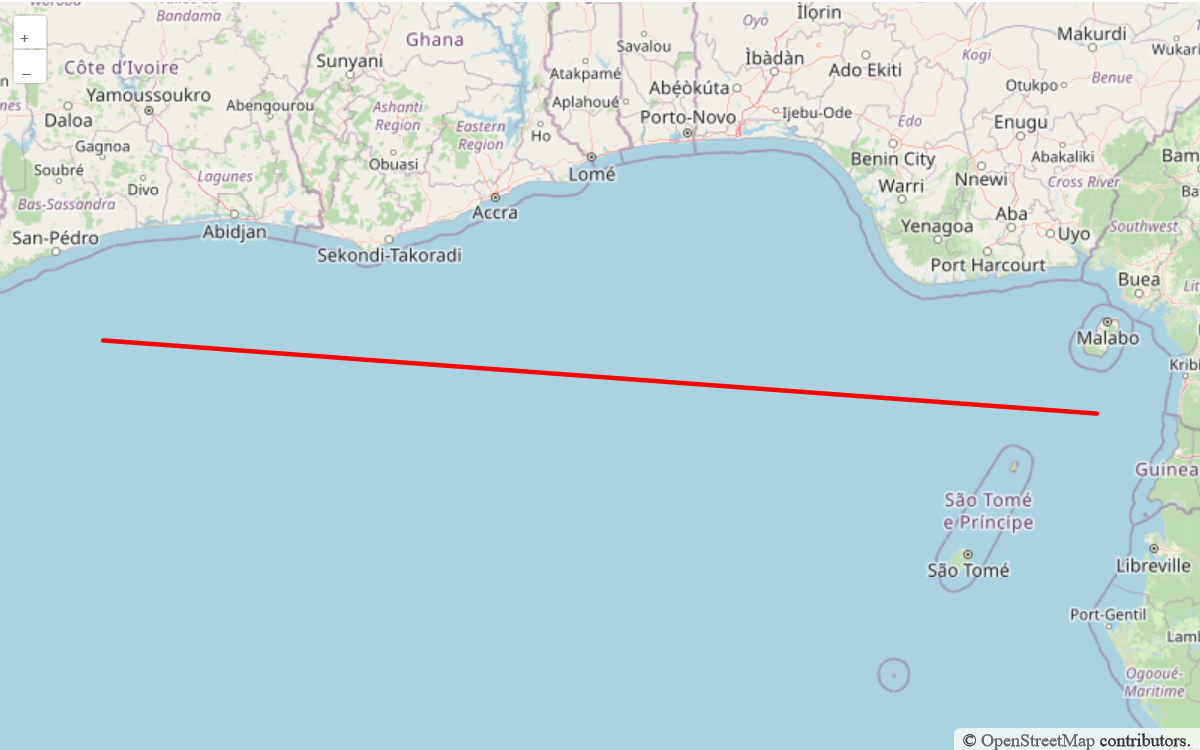 Bandama
Ìlọrin
Oyo
Makurdi
Ghana
Savalou
Kogi
Wukari
Côte d'Ivoire
Sunyani
Ìbàdàn
Ado Ekiti
Atakpamé
Benue
Yamoussoukro
Abengourou
Ashanti
Region
Aplahoué
Abéòkúta
Otukpo
Daloa
Porto-Novo
Ijebu-Ode
Edo
Enugu
Eastern
Region
Ho
Gagnoa
Obuasi
Benin City
Abakaliki
Bam
Soubré
Divo
Lagunes
Lomé
Warri
Nnewi
Cross River
Ba
Bas-Sassandra
Accra
Aba
San-Pédro
Abidjan
Yenagoa
Uyo
Southwest
Sekondi-Takoradi
Port Harcourt
Buea
Lit
Malabo
Kribi
Guinea
São Tomé
e Príncipe
São Tomé
Libreville
Port-Gentil
Lamb
Ogooué-
Maritime
+
–
© OpenStreetMap contributors.